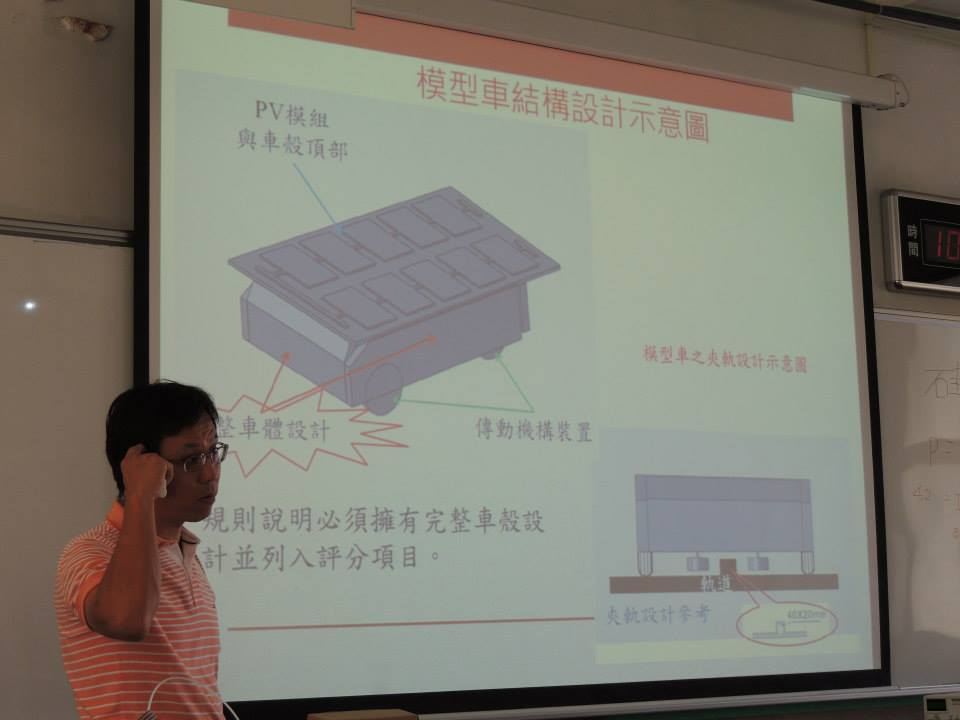 模型車結構設計示意圖
PV模組
與車殼頂部
模型車之夾軌設計示意圖
整車體設計
傳動機構裝置
規則說明必須擁有完整車殼設
計並列入評分項目。
軌道
夾軌設計參考
40X20mm
時間
10